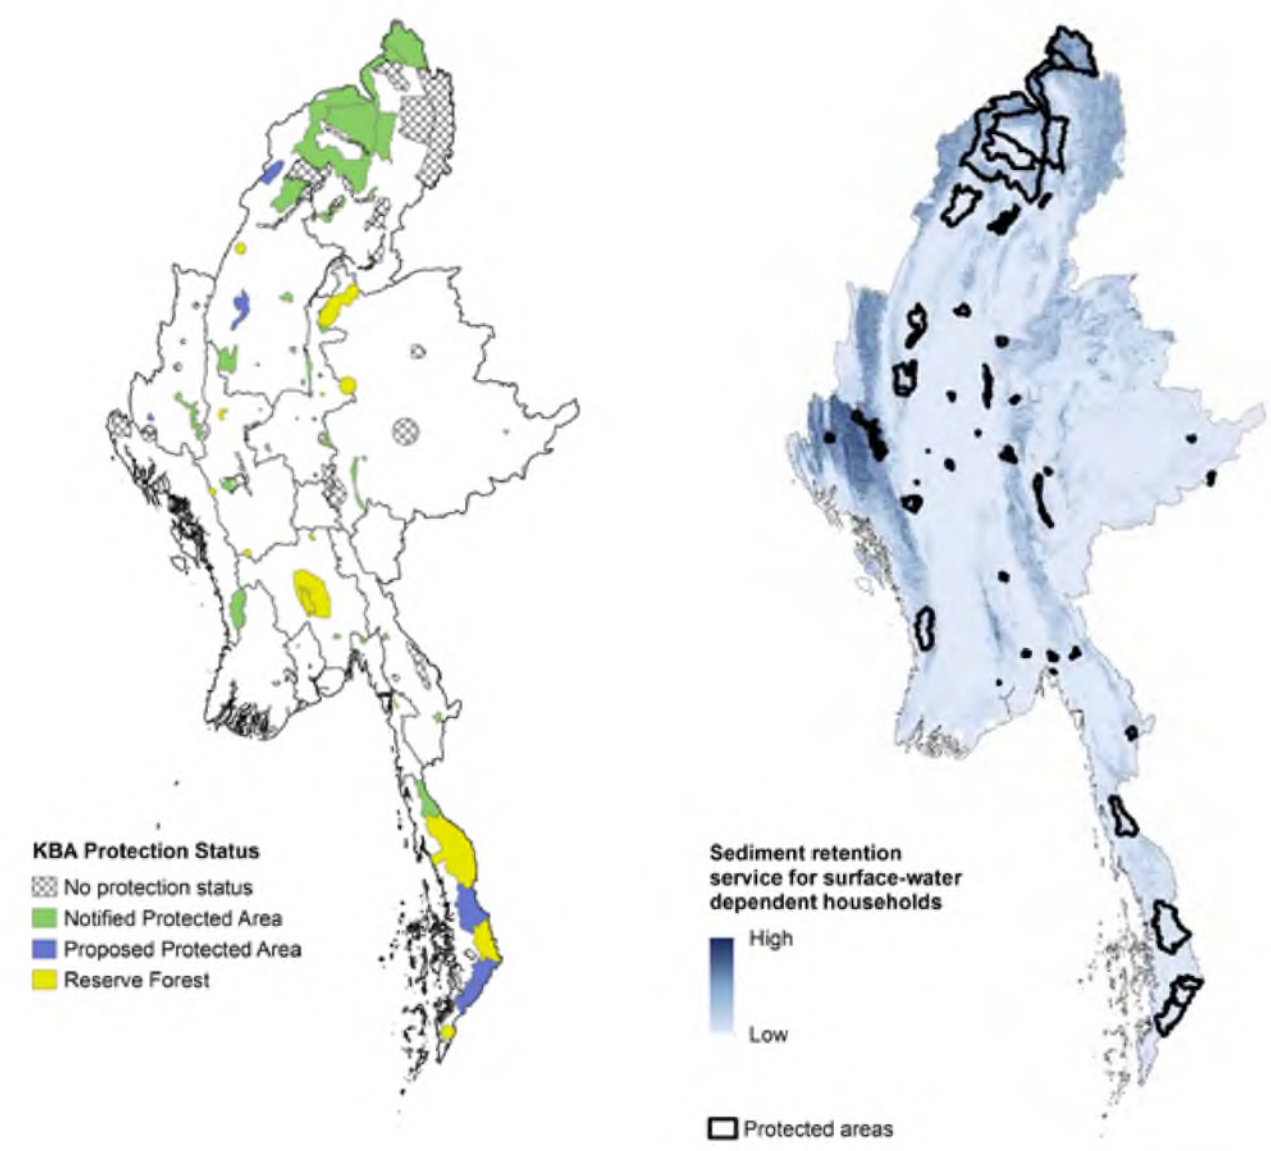 KBA Protection Status
No protection status
Notified Protected Area
Proposed Protected Area
Reserve Forest
Sediment retention
service for surface-water
dependent households
High
Low
Protected areas